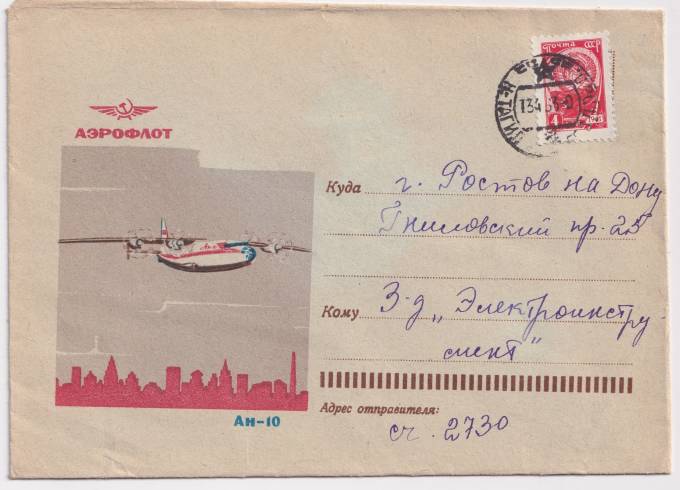 Почта СССР
4
АЭРОФЛОТ
Куда г. Ростов на Дону
Гниловский пр. 25
Кому З-д „Электроинстру-
мент"
Адрес отправителя:
сч. 2730
Ан-10